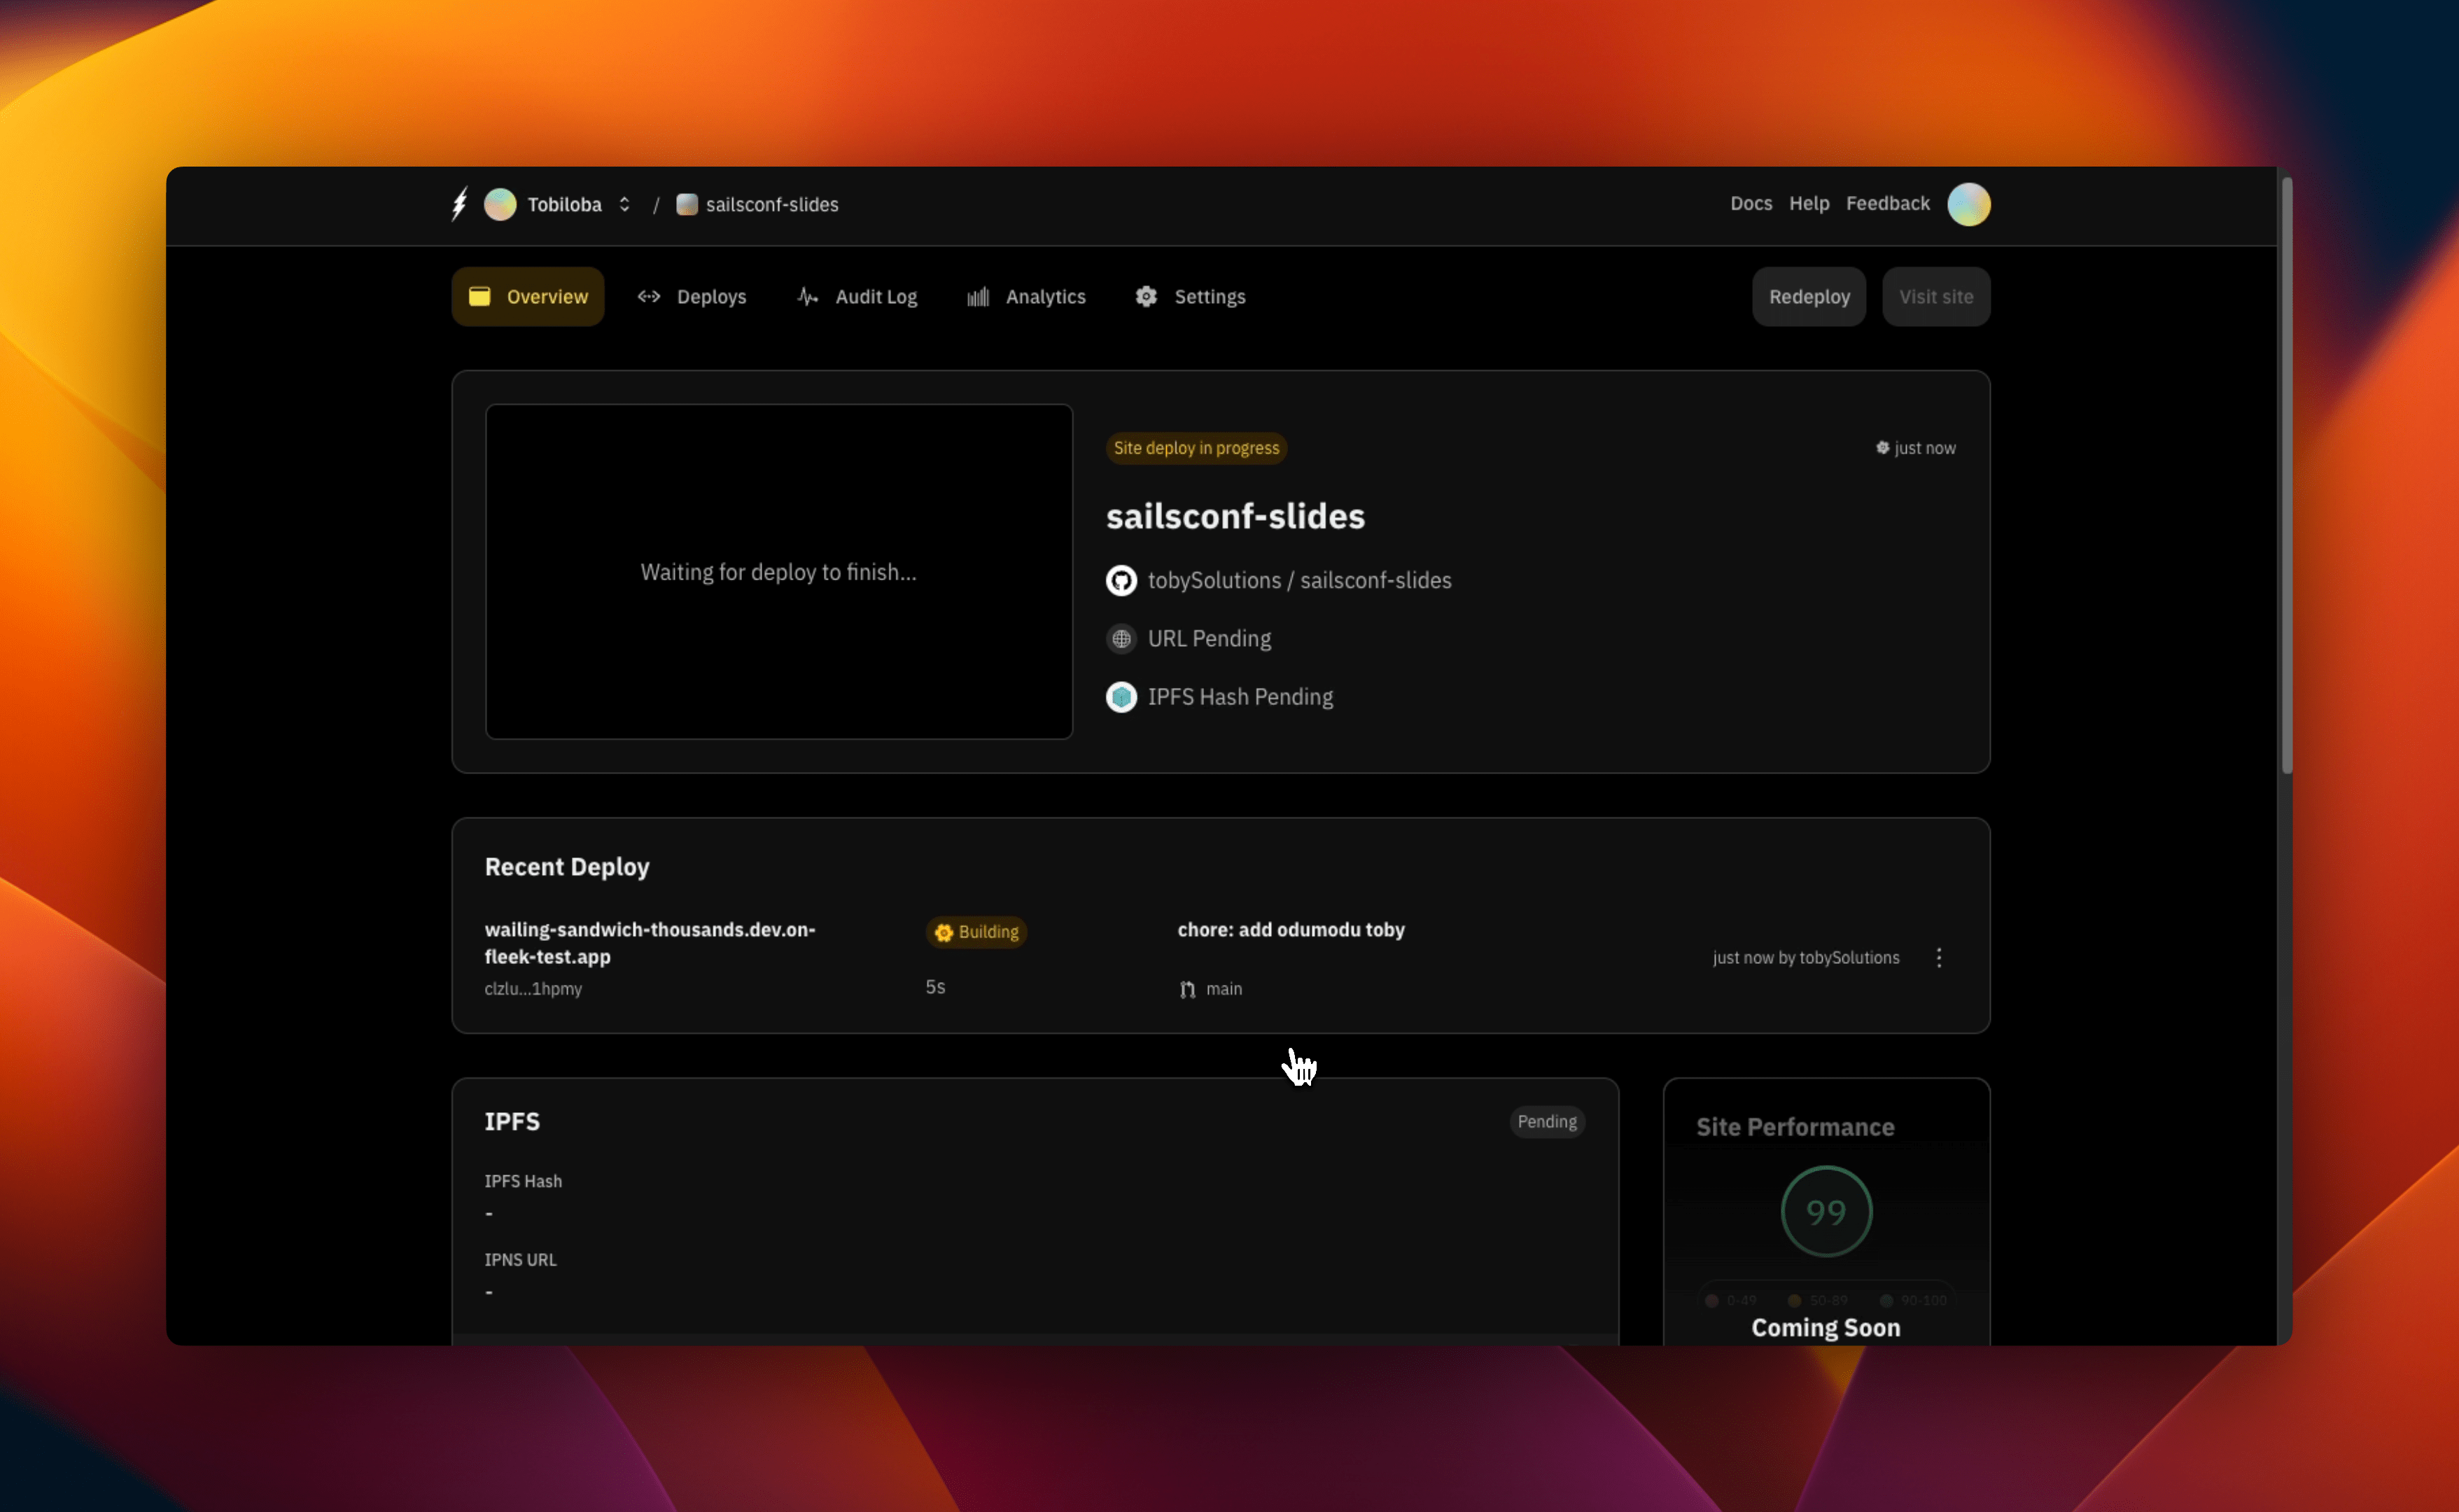 Tobiloba / sailsconf-slides
Docs Help Feedback
Overview Deploys Audit Log Analytics Settings
Redeploy Visit site
Waiting for deploy to finish...
Site deploy in progress
just now
sailsconf-slides
tobySolutions / sailsconf-slides
URL Pending
IPFS Hash Pending
Recent Deploy
wailing-sandwich-thousands.dev.on-
fleek-test.app
clzlu...1hpmy
Building
5s
chore: add odumodu toby
main
just now by tobySolutions
IPFS
Pending
IPFS Hash
-
IPNS URL
-
Site Performance
99
0-49 50-89 90-100
Coming Soon